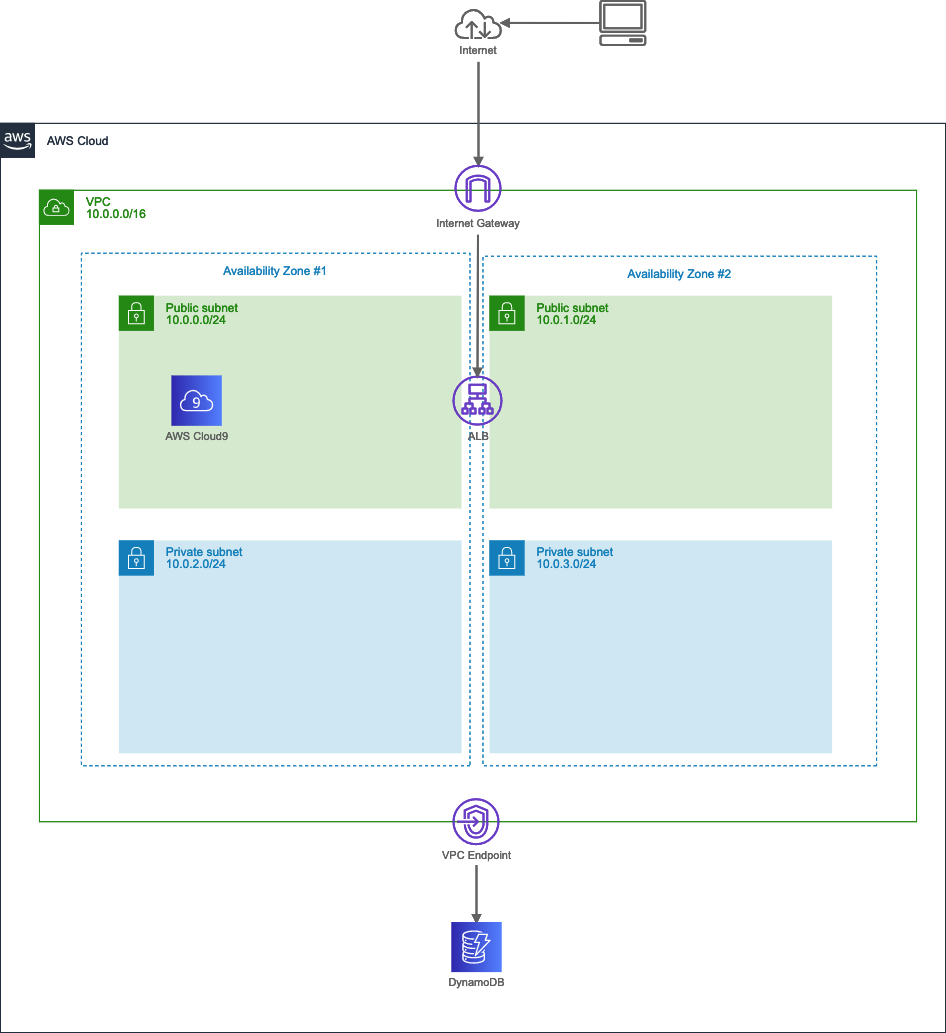 Internet
aws
AWS Cloud
VPC
10.0.0.0/16
Internet Gateway
Availability Zone #1
Availability Zone #2
Public subnet
10.0.0.0/24
Public subnet
10.0.1.0/24
9
AWS Cloud9
ALB
Private subnet
10.0.2.0/24
Private subnet
10.0.3.0/24
VPC Endpoint
DynamoDB